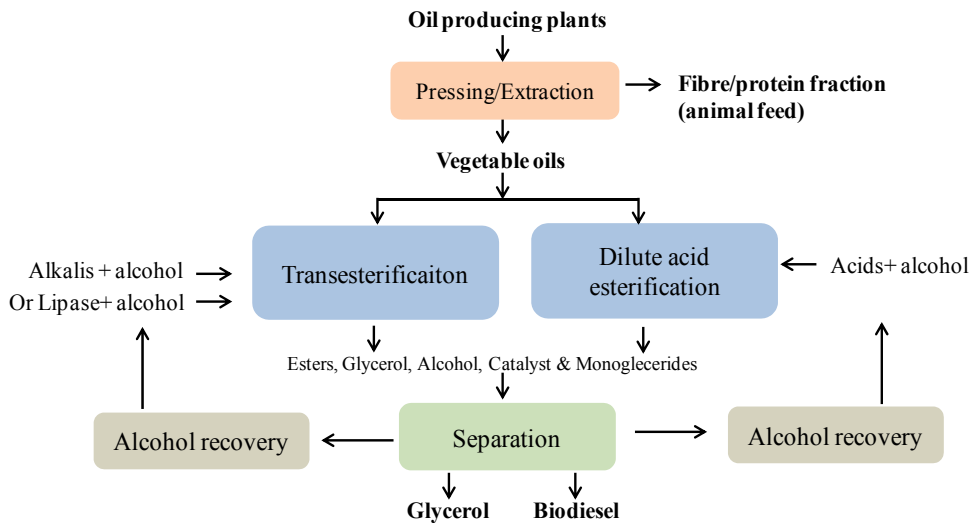 Oil producing plants
Pressing/Extraction
Fibre/protein fraction
(animal feed)
Vegetable oils
Alkalis + alcohol
Or Lipase+ alcohol
Transesterificaiton
Dilute acid
esterification
Acids+ alcohol
Esters, Glycerol, Alcohol, Catalyst & Monoglecerides
Alcohol recovery
Separation
Alcohol recovery
Glycerol
Biodiesel